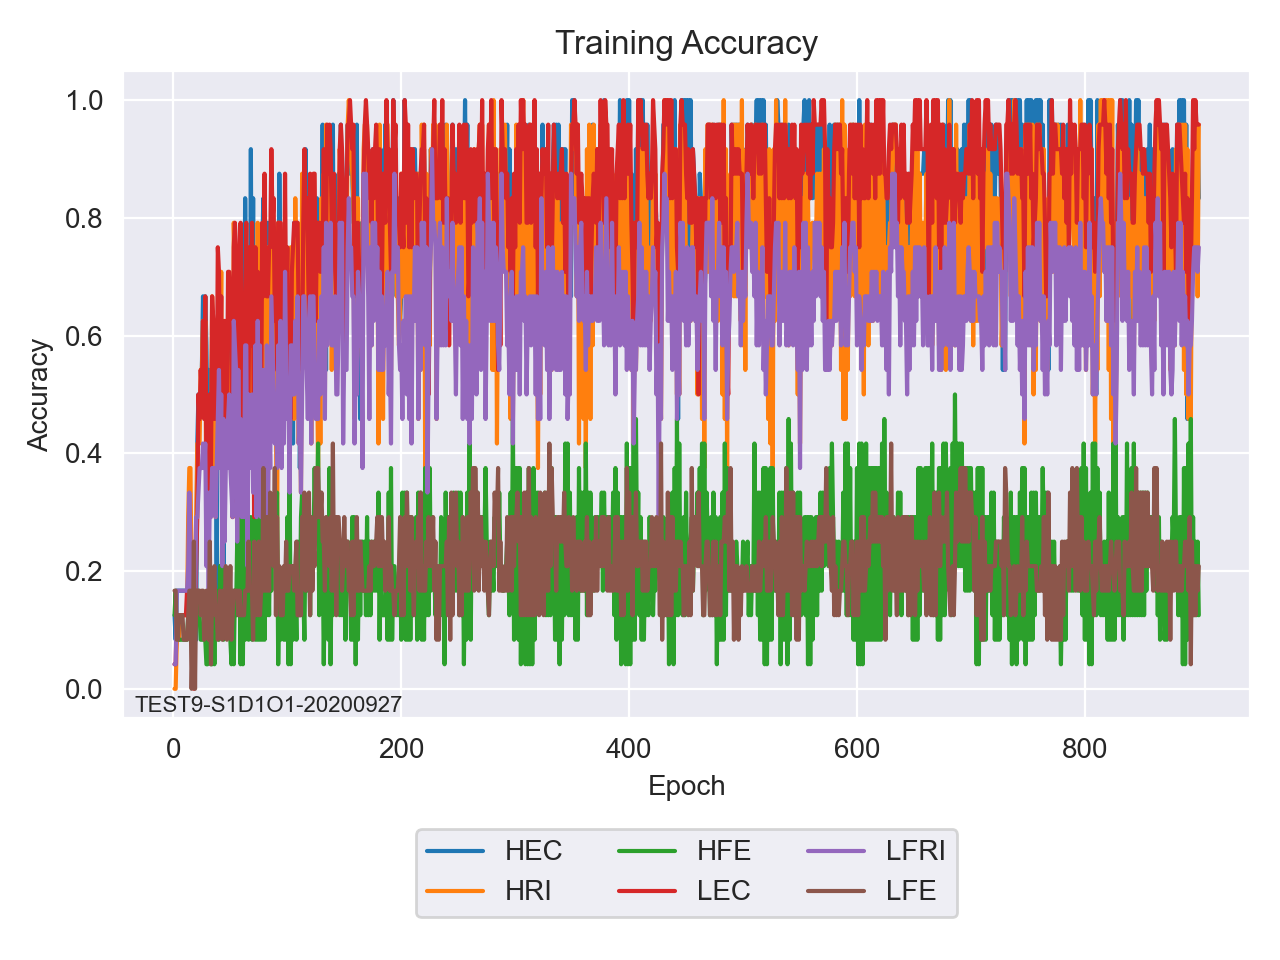 Training Accuracy
1.0
0.8
0.6
0.4
0.2
0.0
Accuracy
TEST9-S1D1O1-20200927
0 200 400 600 800
Epoch
HEC HFE LFRI
HRI LEC LFE